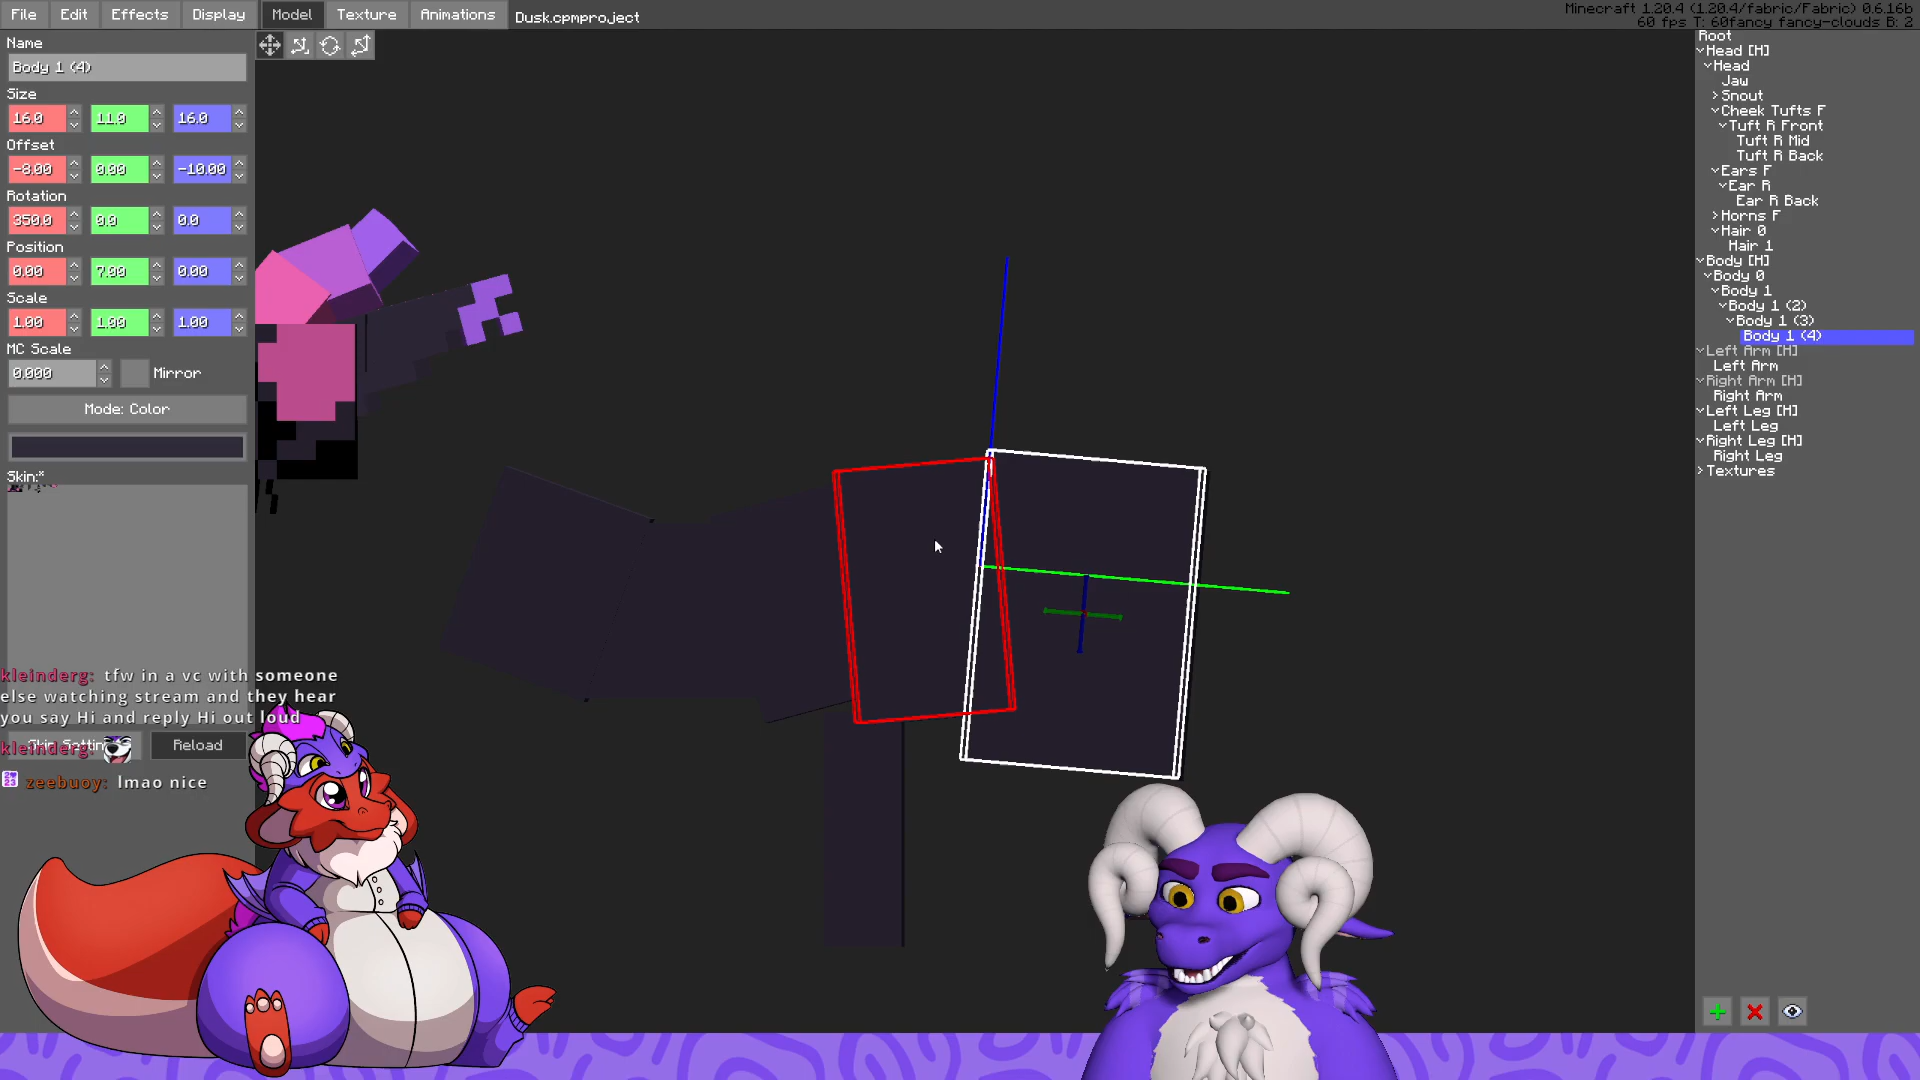 File Edit Effects Display Model Texture Animations Dusk.cpmproject
Minecraft 1.20.4 (1.20.4/fabric/Fabric) 0.6.16b
60 fps T: 60fancy fancy-clouds B: 2
Name
Body 1 (4)
Size
16.0 11.0 16.0
Offset
-8.00 0.00 -10.00
Rotation
350.0 0.0 0.0
Position
0.00 7.00 0.00
Scale
1.00 1.00 1.00
MC Scale
0.000 Mirror
Mode: Color
Skin:*
kleinderg: tfw in a vc with someone
else watching stream and they hear
you say Hi and reply Hi out loud
Reload
kleinderg:
zeebuoy: lmao nice
Root
Head [H]
Head
Jaw
Snout
Cheek Tufts F
Tuft R Front
Tuft R Mid
Tuft R Back
Ears F
Ear R
Ear R Back
Horns F
Hair 0
Hair 1
Body [H]
Body 0
Body 1
Body 1 (2)
Body 1 (3)
Body 1 (4)
Left Arm [H]
Left Arm
Right Arm [H]
Right Arm
Left Leg [H]
Left Leg
Right Leg [H]
Right Leg
Textures